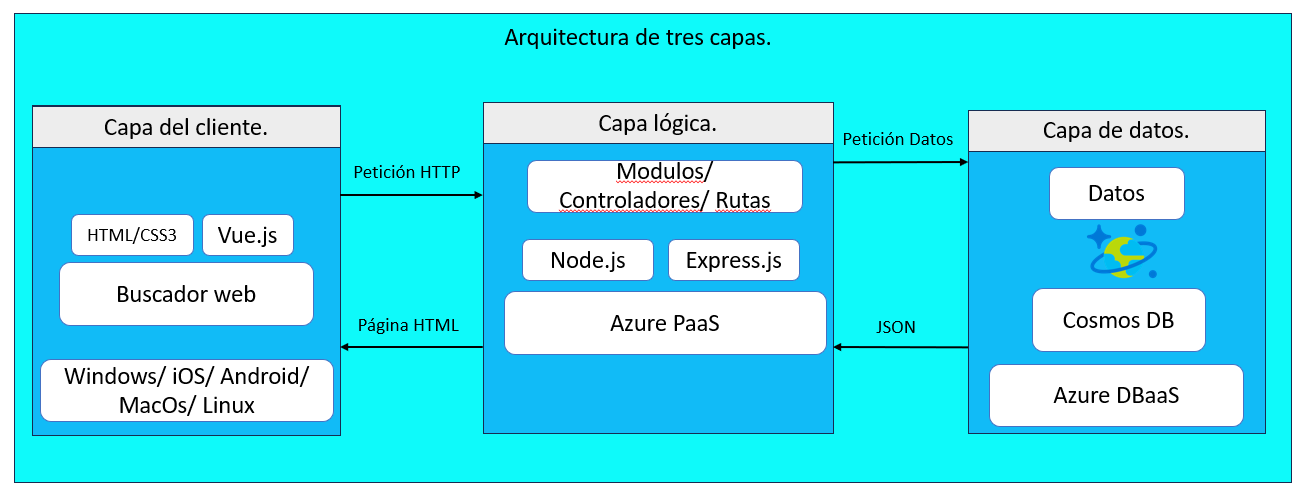 Arquitectura de tres capas.
Capa del cliente.
HTML/CSS3
Vue.js
Buscador web
Windows/ iOS/ Android/
MacOs/ Linux
Petición HTTP
Página HTML
Capa lógica.
Modulos/
Controladores/ Rutas
Node.js
Express.js
Azure PaaS
Petición Datos
JSON
Capa de datos.
Datos
Cosmos DB
Azure DBaaS